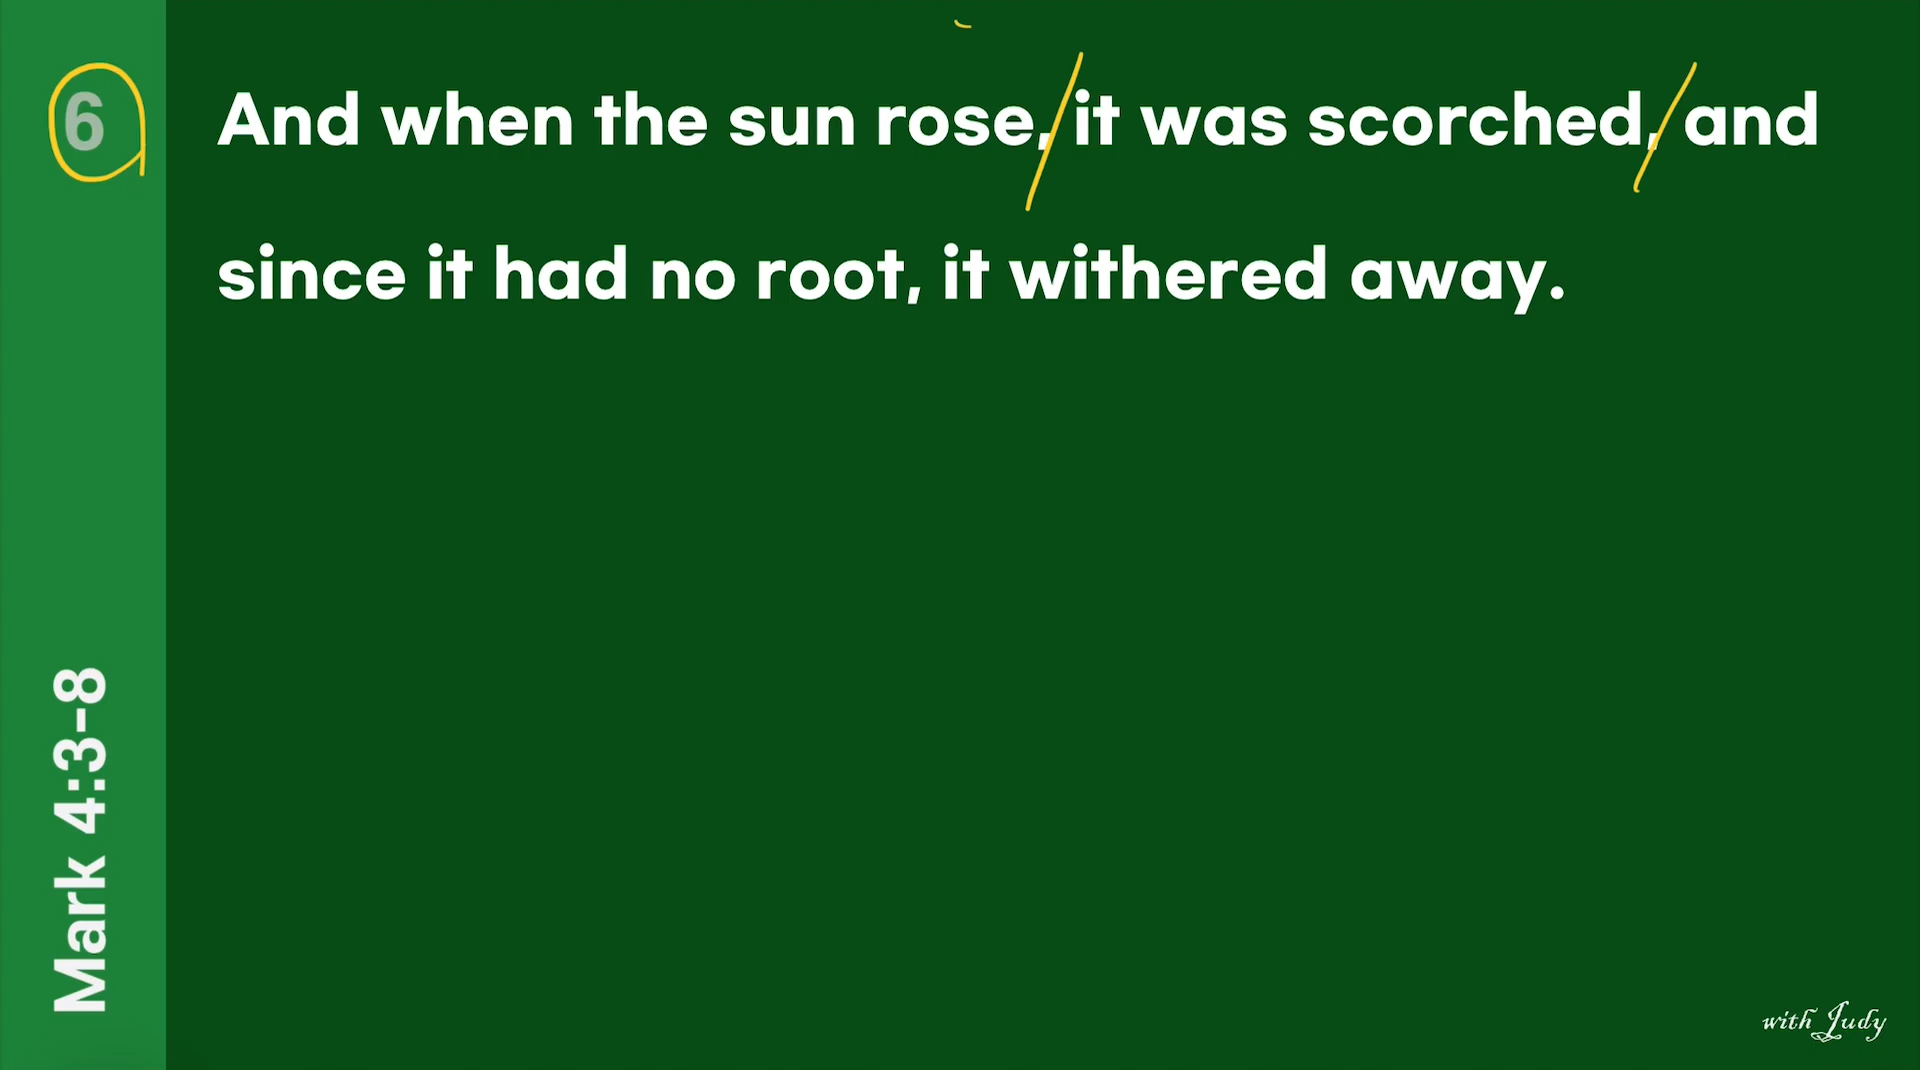 6
And when the sun rose, it was scorched, and
since it had no root, it withered away.
Mark 4:3-8
with Judy